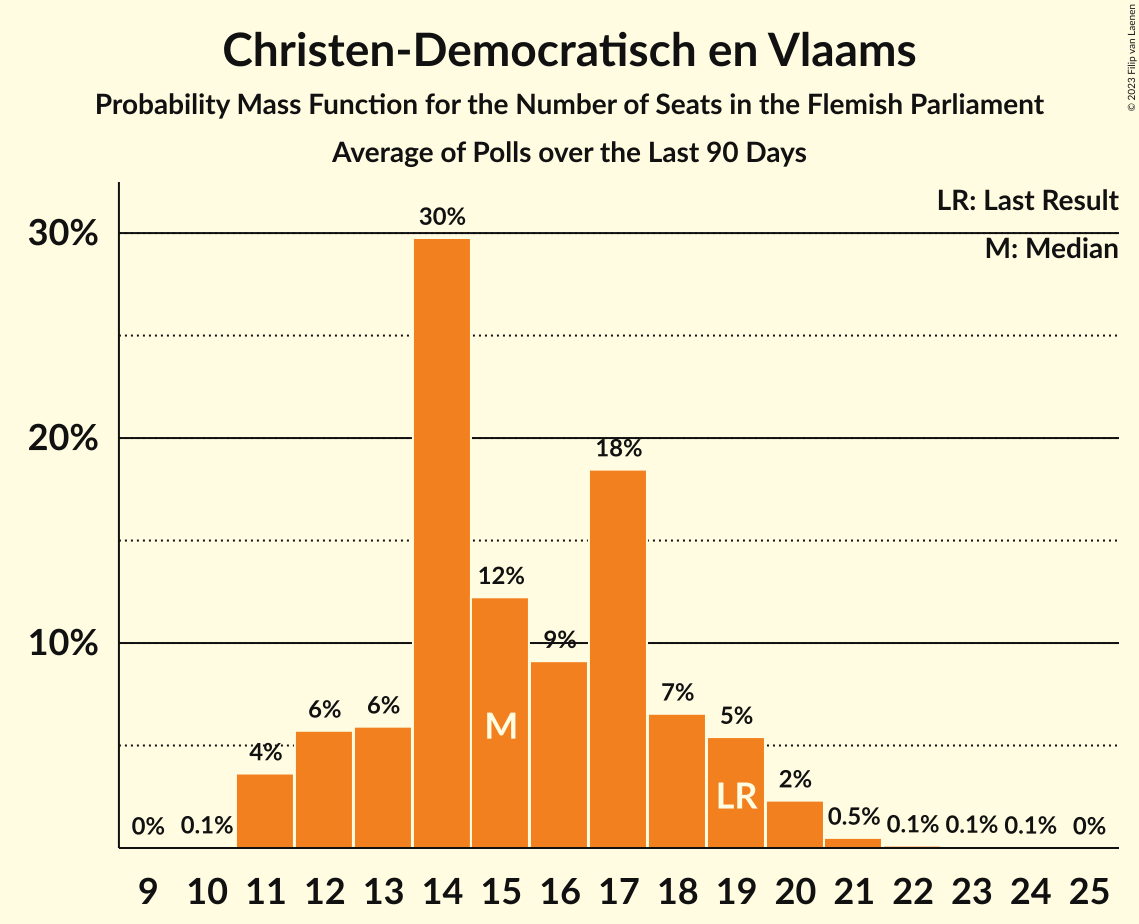 Christen-Democratisch en Vlaams
Probability Mass Function for the Number of Seats in the Flemish Parliament
Average of Polls over the Last 90 Days
© 2023 Filip van Laenen
LR: Last Result
M: Median
30%
20%
10%
0%
0.1%
4%
6%
6%
30%
12%
9%
18%
7%
5%
2%
0.5%
0.1%
0.1%
0.1%
0%
M
LR
9 10 11 12 13 14 15 16 17 18 19 20 21 22 23 24 25